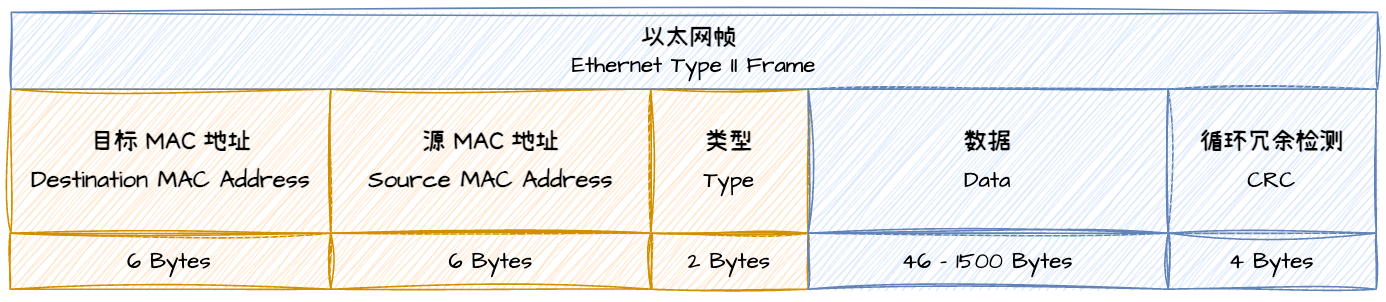 以太网帧
Ethernet Type II Frame
目标 MAC 地址
Destination MAC Address
源 MAC 地址
Source MAC Address
类型
Type
数据
Data
循环冗余检测
CRC
6 Bytes
6 Bytes
2 Bytes
46 - 1500 Bytes
4 Bytes